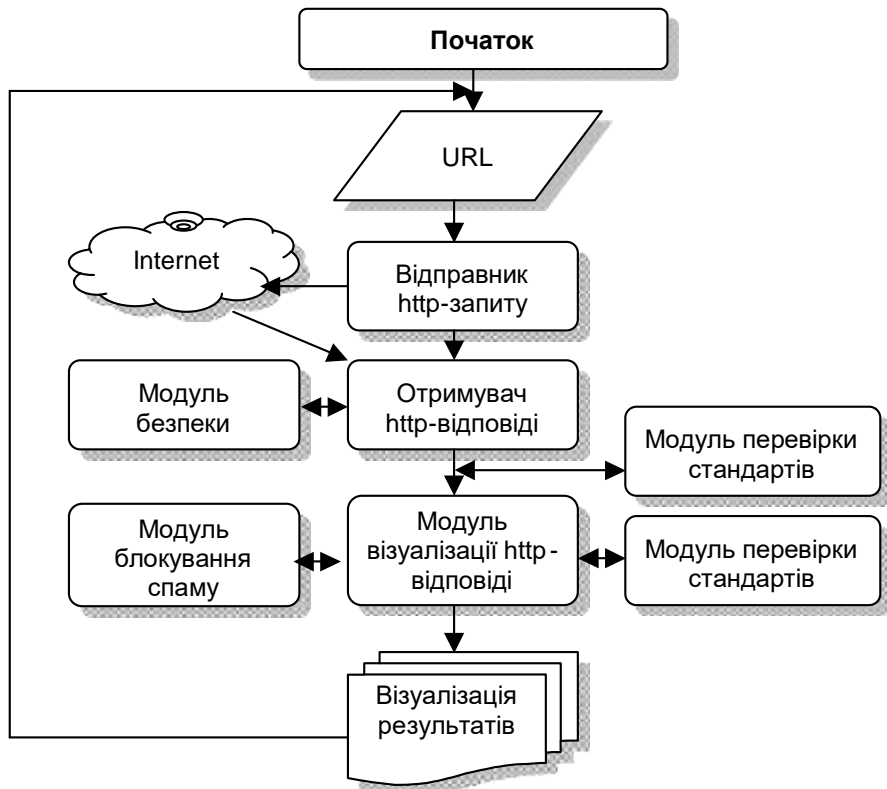 Початок
URL
Internet
Відправник
http-запиту
Модуль
безпеки
Отримувач
http-відповіді
Модуль перевірки
стандартів
Модуль
блокування
спаму
Модуль
візуалізації http-
відповіді
Модуль перевірки
стандартів
Візуалізація
результатів